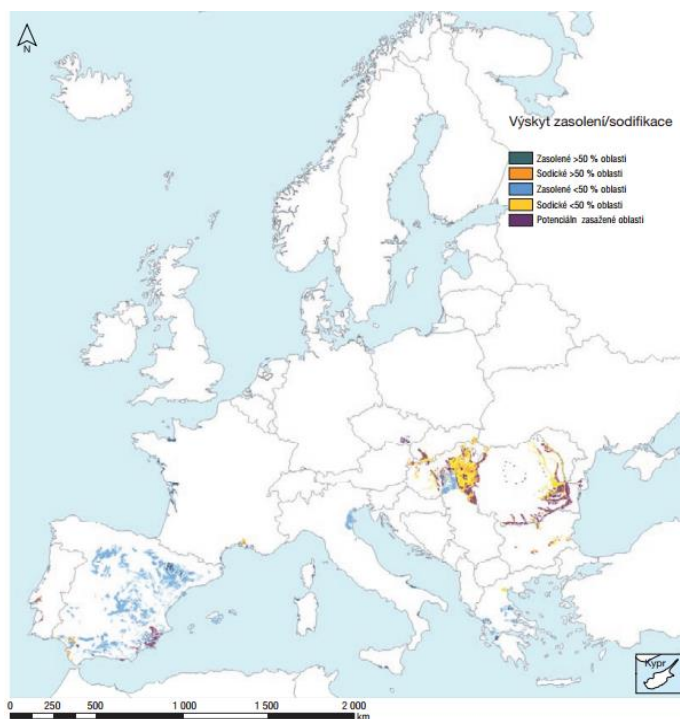 N
Výskyt zasolení/sodifikace
Zasolené >50 % oblasti
Sodické >50 % oblasti
Zasolené <50 % oblasti
Sodické <50 % oblasti
Potenciáln zasažené oblasti
Kypr
0 250 500 1 000 1 500 2 000
km